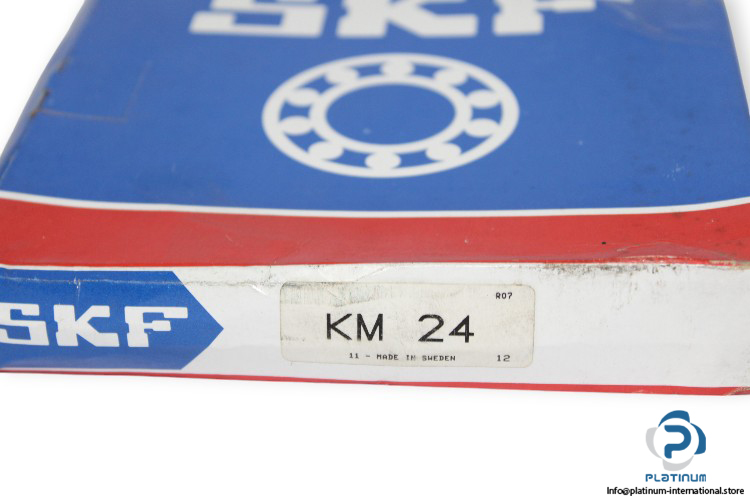 SKF
SKF
R07
KM 24
11 - MADE IN SWEDEN 12
PLATINUM
Info@platinum-international.store